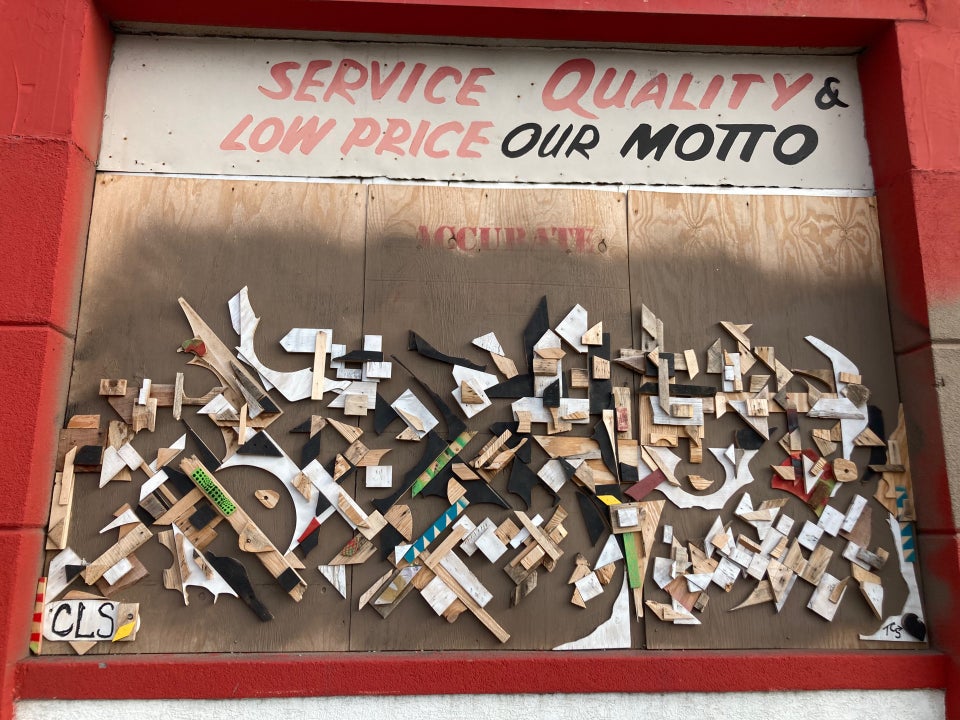 SERVICE QUALITY &
LOW PRICE OUR MOTTO
ACCURATE
CLS